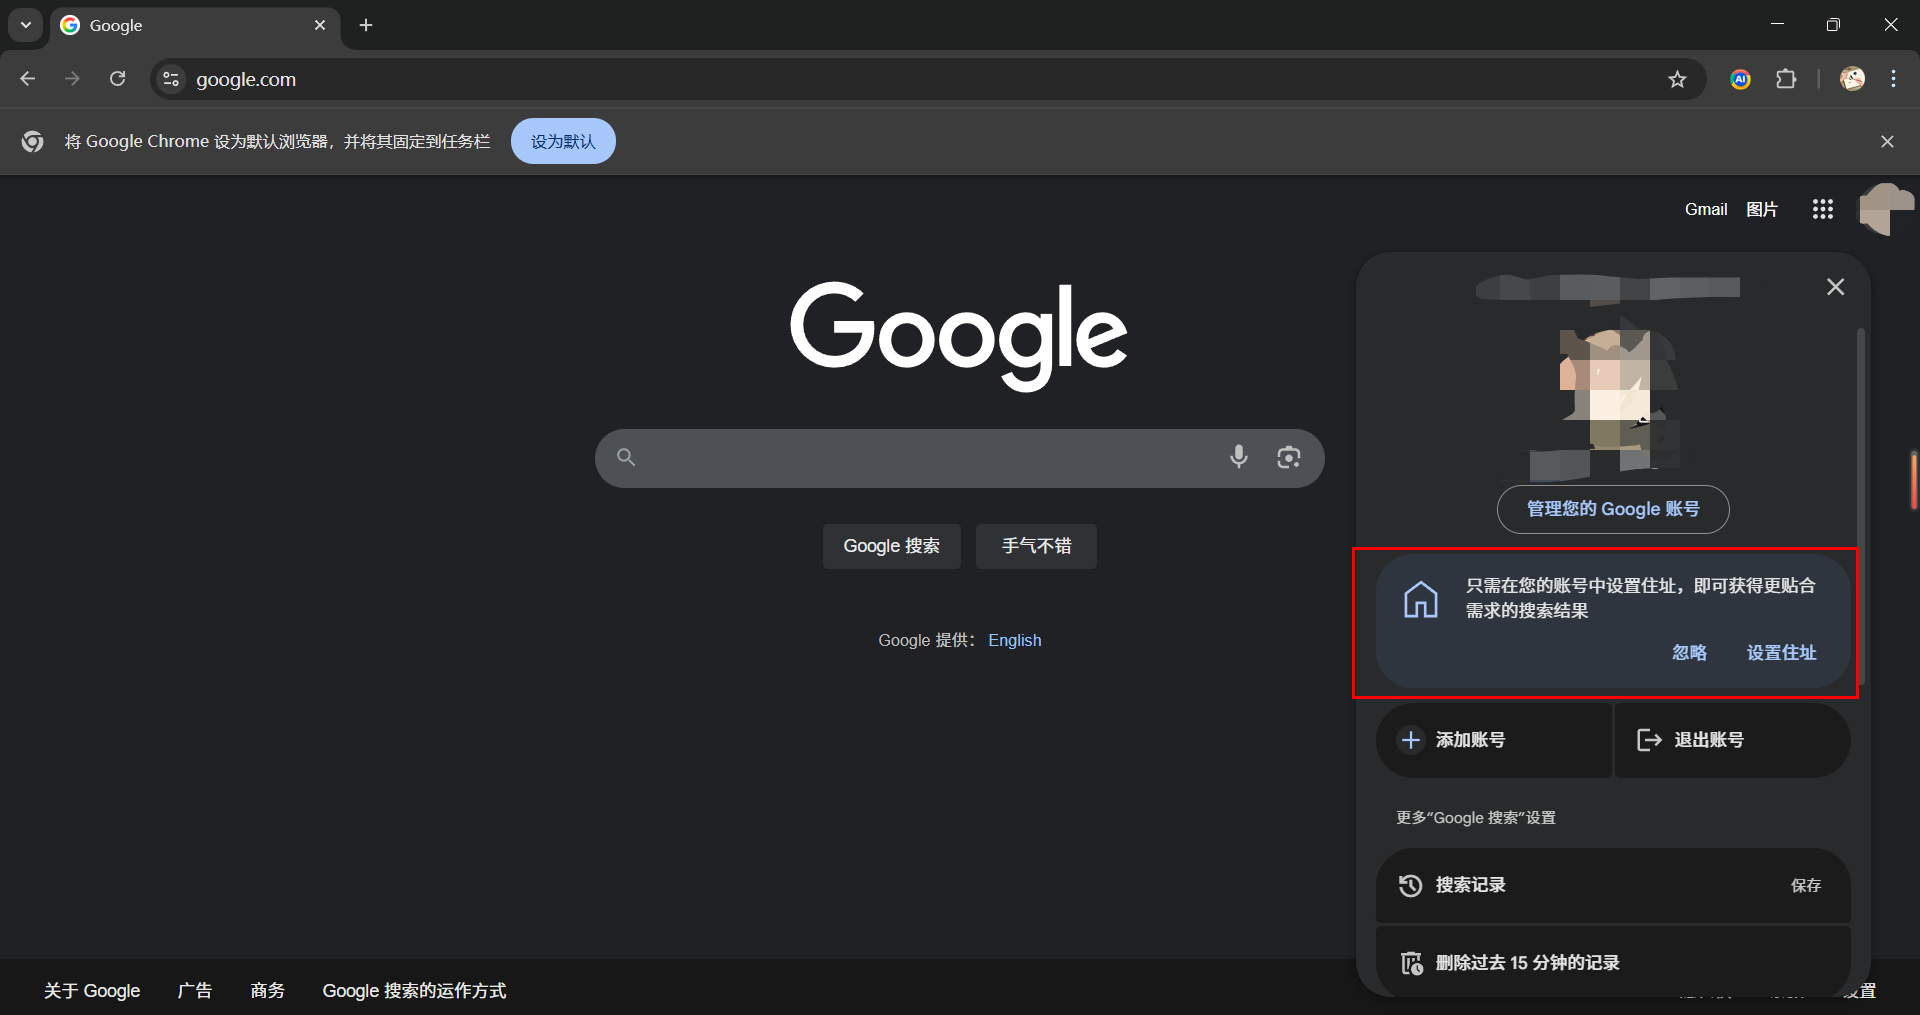 Google
google.com
将 Google Chrome 设为默认浏览器，并将其固定到任务栏
设为默认
Gmail
图片
Google
Google 搜索
手气不错
Google 提供： English
管理您的 Google 账号
只需在您的账号中设置住址，即可获得更贴合
需求的搜索结果
忽略
设置住址
添加账号
退出账号
更多“Google 搜索”设置
搜索记录
保存
删除过去 15 分钟的记录
关于 Google
广告
商务
Google 搜索的运作方式
设置